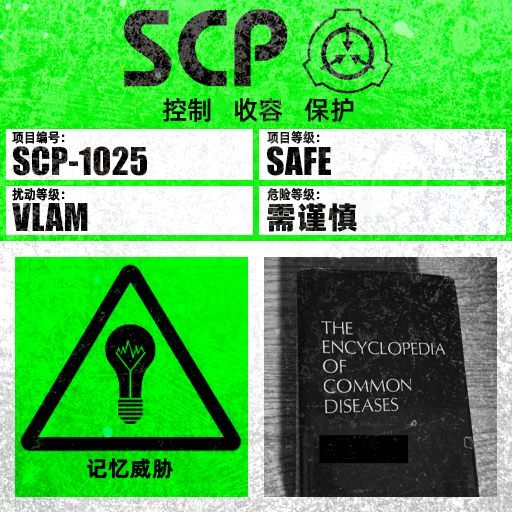 SCP
控制 收容 保护
项目编号：
SCP-1025
项目等级：
SAFE
扰动等级：
VLAM
危险等级：
需谨慎
记忆威胁
THE
ENCYCLOPEDIA
OF
COMMON
DISEASES